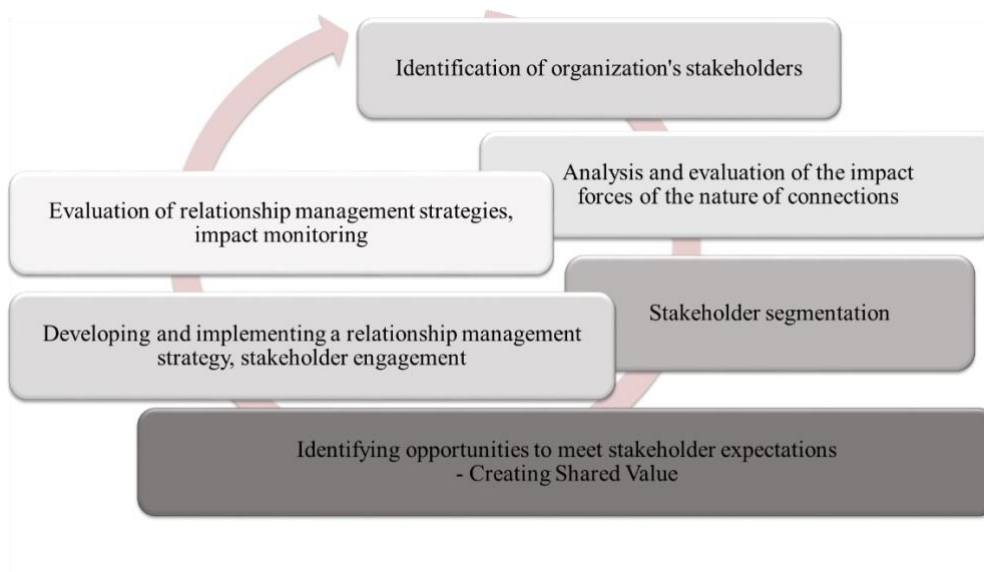 Identification of organization's stakeholders
Analysis and evaluation of the impact
forces of the nature of connections
Stakeholder segmentation
Identifying opportunities to meet stakeholder expectations
- Creating Shared Value
Developing and implementing a relationship management
strategy, stakeholder engagement
Evaluation of relationship management strategies,
impact monitoring